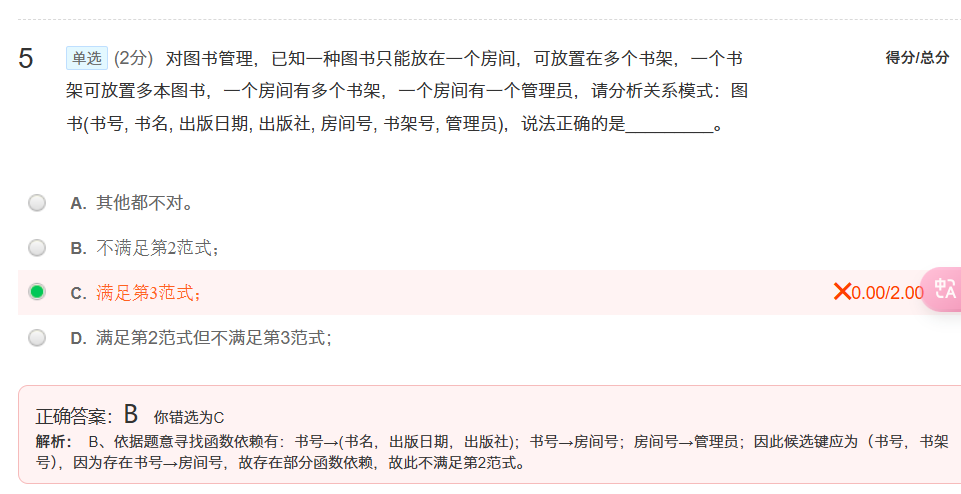 5 单选 (2分) 对图书管理，已知一种图书只能放在一个房间，可放置在多个书架，一个书 得分/总分
架可放置多本图书，一个房间有多个书架，一个房间有一个管理员，请分析关系模式：图
书(书号, 书名, 出版日期, 出版社, 房间号, 书架号, 管理员)，说法正确的是__________。
A. 其他都不对。
B. 不满足第2范式；
C. 满足第3范式； ×0.00/2.00 中A
D. 满足第2范式但不满足第3范式；
正确答案：B 你错选为C
解析： B、依据题意寻找函数依赖有：书号→(书名，出版日期，出版社)；书号→房间号；房间号→管理员；因此候选键应为（书号，书架
号），因为存在书号→房间号，故存在部分函数依赖，故此不满足第2范式。